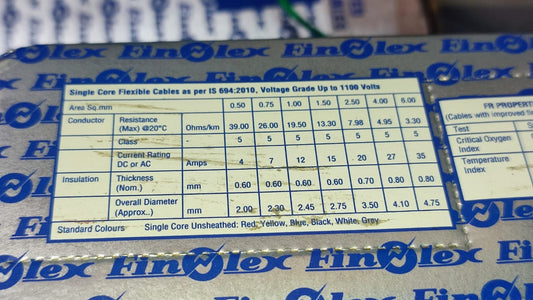 FinOlex FinOlex
Single Core Flexible Cables as per IS 694:2010, Voltage Grade Up to 1100 Volts
Area Sq.mm 0.50 0.75 1.00 1.50 2.50 4.00 6.00
Conductor Resistance (Max) @20°C Ohms/km 39.00 26.00 19.50 13.30 7.98 4.95 3.30
Class - 5 5 5 5 5 5 5
Current Rating DC or AC Amps 4 7 12 15 20 27 35
Insulation Thickness (Nom.) mm 0.60 0.60 0.60 0.60 0.70 0.80 0.80
Overall Diameter (Approx..) mm 2.00 2.30 2.45 2.75 3.50 4.10 4.75
Standard Colours Single Core Unsheathed: Red, Yellow, Blue, Black, White, Grey
FR PROPERT
(Cables with improved fi
Test S
Critical Oxygen Index
Temperature Index
FinOlex FinOlex FinOlex